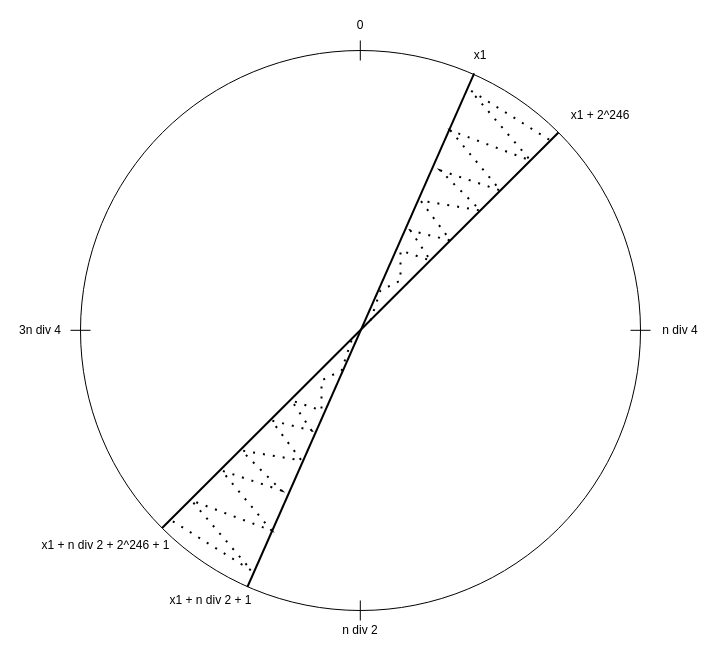 0
x1
x1 + 2^246
3n div 4
n div 4
x1 + n div 2 + 2^246 + 1
x1 + n div 2 + 1
n div 2